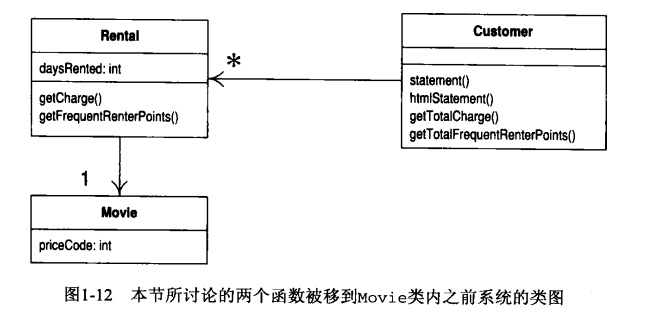 Rental
daysRented: int
getCharge()
getFrequentRenterPoints()
*
Customer
statement()
htmlStatement()
getTotalCharge()
getTotalFrequentRenterPoints()
1
Movie
priceCode: int
图1-12 本节所讨论的两个函数被移到Movie类内之前系统的类图